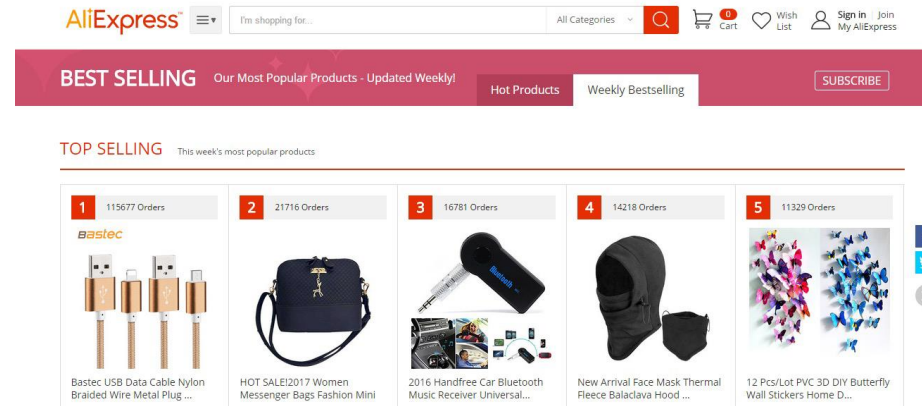 AliExpress™
I'm shopping for...
All Categories
0
Cart
Wish
List
Sign in | Join
My AliExpress
BEST SELLING
Our Most Popular Products - Updated Weekly!
Hot Products
Weekly Bestselling
SUBSCRIBE
TOP SELLING
This week's most popular products
1
115677 Orders
2
21716 Orders
3
16781 Orders
4
14218 Orders
5
11329 Orders
Bastec
Bluetooth
Bastec USB Data Cable Nylon
Braided Wire Metal Plug ...
HOT SALE!2017 Women
Messenger Bags Fashion Mini
2016 Handfree Car Bluetooth
Music Receiver Universal...
New Arrival Face Mask Thermal
Fleece Balaclava Hood ...
12 Pcs/Lot PVC 3D DIY Butterfly
Wall Stickers Home D...